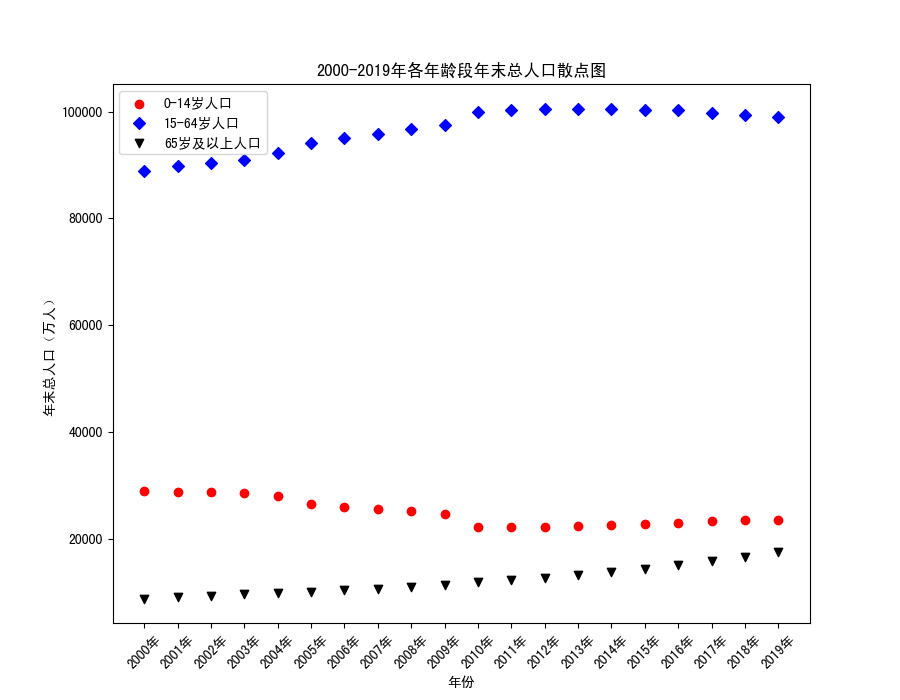 2000-2019年各年龄段年末总人口散点图
0-14岁人口
15-64岁人口
65岁及以上人口
100000
80000
60000
40000
20000
年末总人口（万人）
2000年
2001年
2002年
2003年
2004年
2005年
2006年
2007年
2008年
2009年
2010年
2011年
2012年
2013年
2014年
2015年
2016年
2017年
2018年
2019年
年份